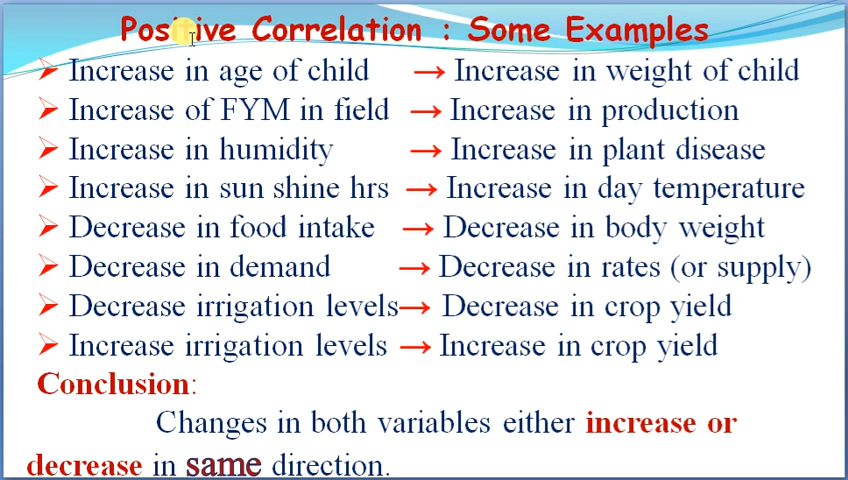 Positive Correlation : Some Examples
➢ Increase in age of child → Increase in weight of child
➢ Increase of FYM in field → Increase in production
➢ Increase in humidity → Increase in plant disease
➢ Increase in sun shine hrs → Increase in day temperature
➢ Decrease in food intake → Decrease in body weight
➢ Decrease in demand → Decrease in rates (or supply)
➢ Decrease irrigation levels→ Decrease in crop yield
➢ Increase irrigation levels → Increase in crop yield
Conclusion:
Changes in both variables either increase or
decrease in same direction.